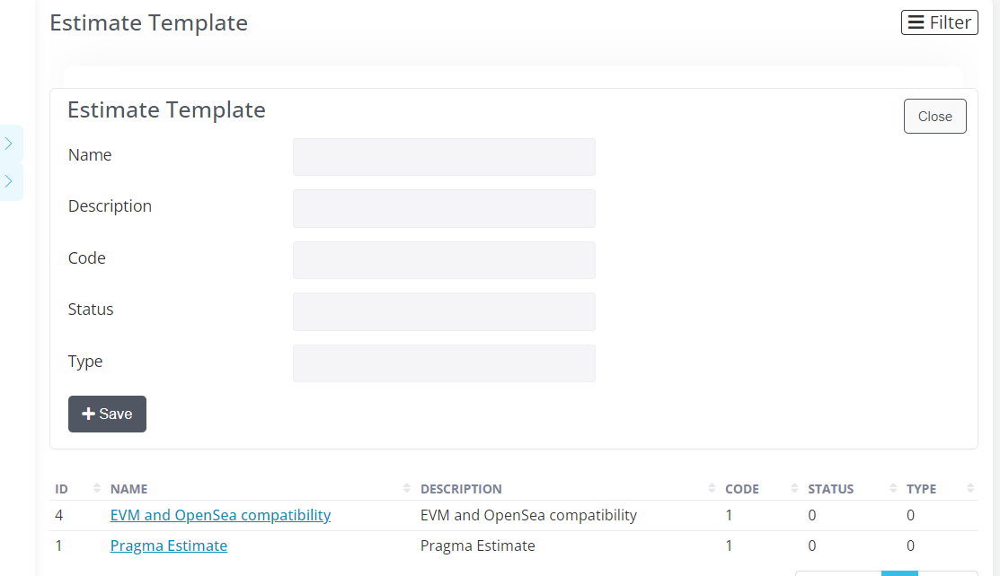 Estimate Template
Filter
Estimate Template
Close
Name
Description
Code
Status
Type
Save
ID NAME DESCRIPTION CODE STATUS TYPE
4 EVM and OpenSea compatibility EVM and OpenSea compatibility 1 0 0
1 Pragma Estimate Pragma Estimate 1 0 0